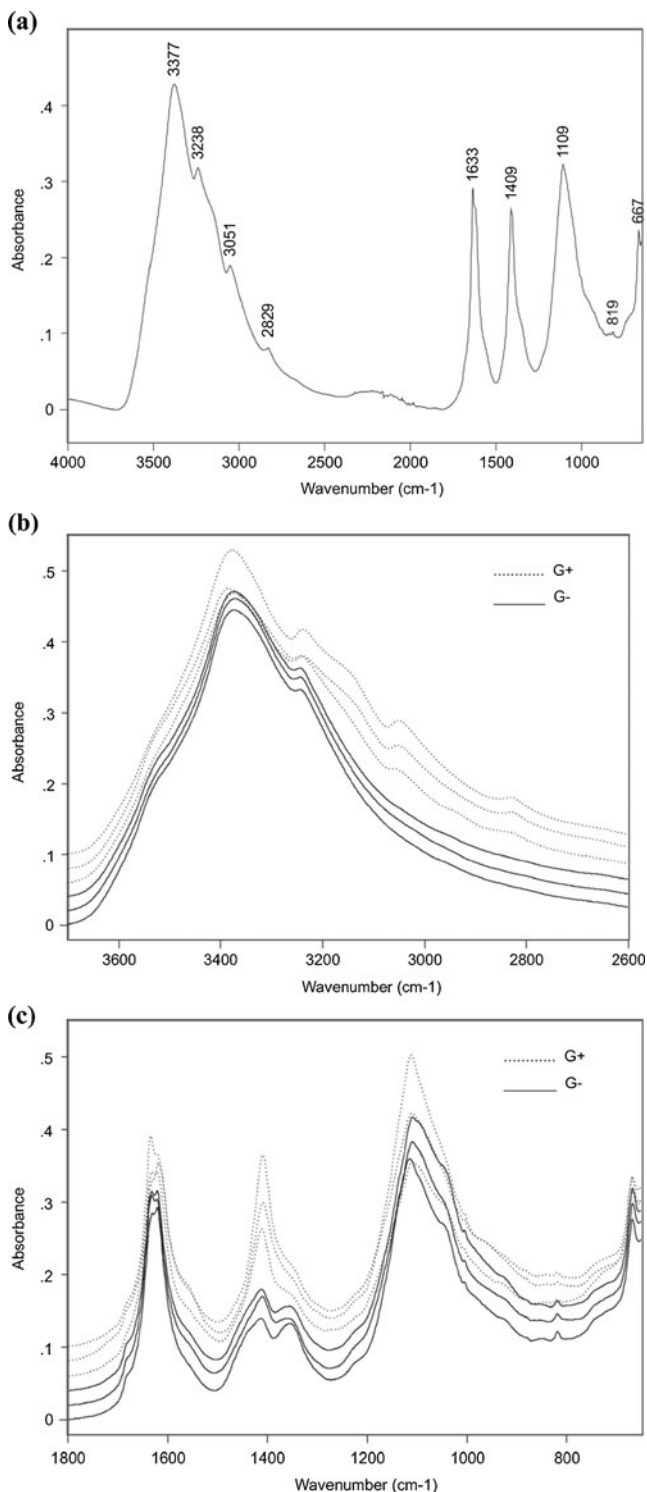 (a)
3377
3238
3051
2829
1633
1409
1109
819
667
.4
.3
.2
.1
0
Absorbance
4000 3500 3000 2500 2000 1500 1000
Wavenumber (cm-1)
(b)
G+
G-
.5
.4
.3
.2
.1
0
Absorbance
3600 3400 3200 3000 2800 2600
Wavenumber (cm-1)
(c)
G+
G-
.5
.4
.3
.2
.1
0
Absorbance
1800 1600 1400 1200 1000 800
Wavenumber (cm-1)